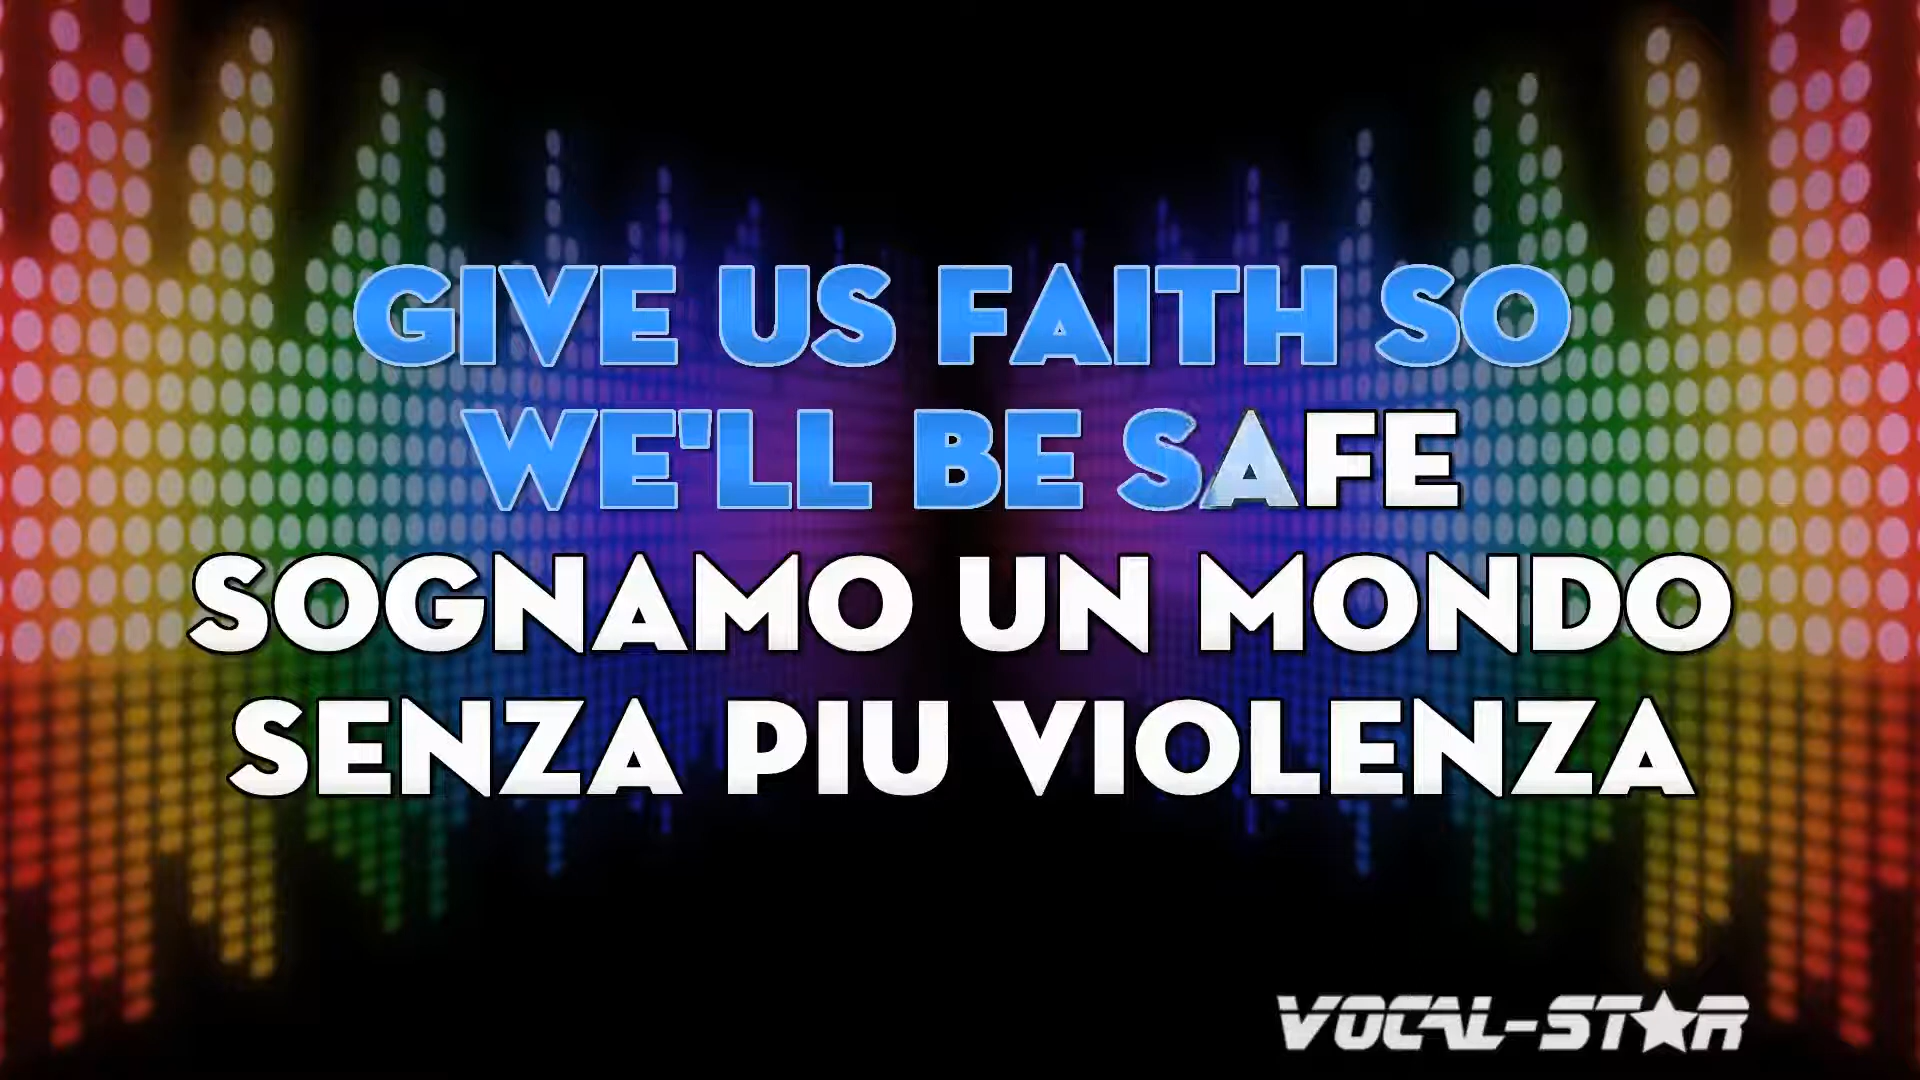 GIVE US FAITH SO
WE'LL BE SAFE
SOGNAMO UN MONDO
SENZA PIU VIOLENZA
VOCAL-STAR